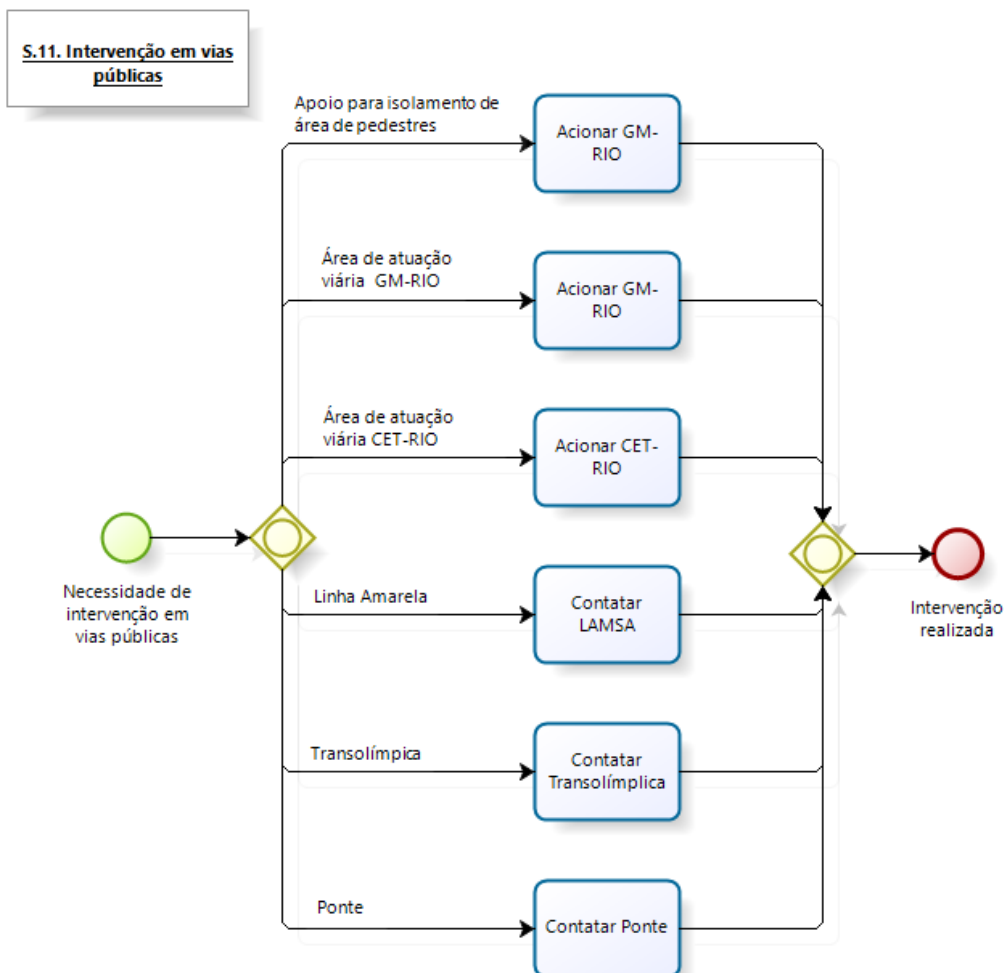 S.11. Intervenção em vias
públicas
Apoio para isolamento de
área de pedestres
Acionar GM-
RIO
Área de atuação
viária  GM-RIO
Acionar GM-
RIO
Área de atuação
viária CET-RIO
Acionar CET-
RIO
Necessidade de
intervenção em
vias públicas
Linha Amarela
Contatar
LAMSA
Intervenção
realizada
Transolímpica
Contatar
Transolímplica
Ponte
Contatar Ponte